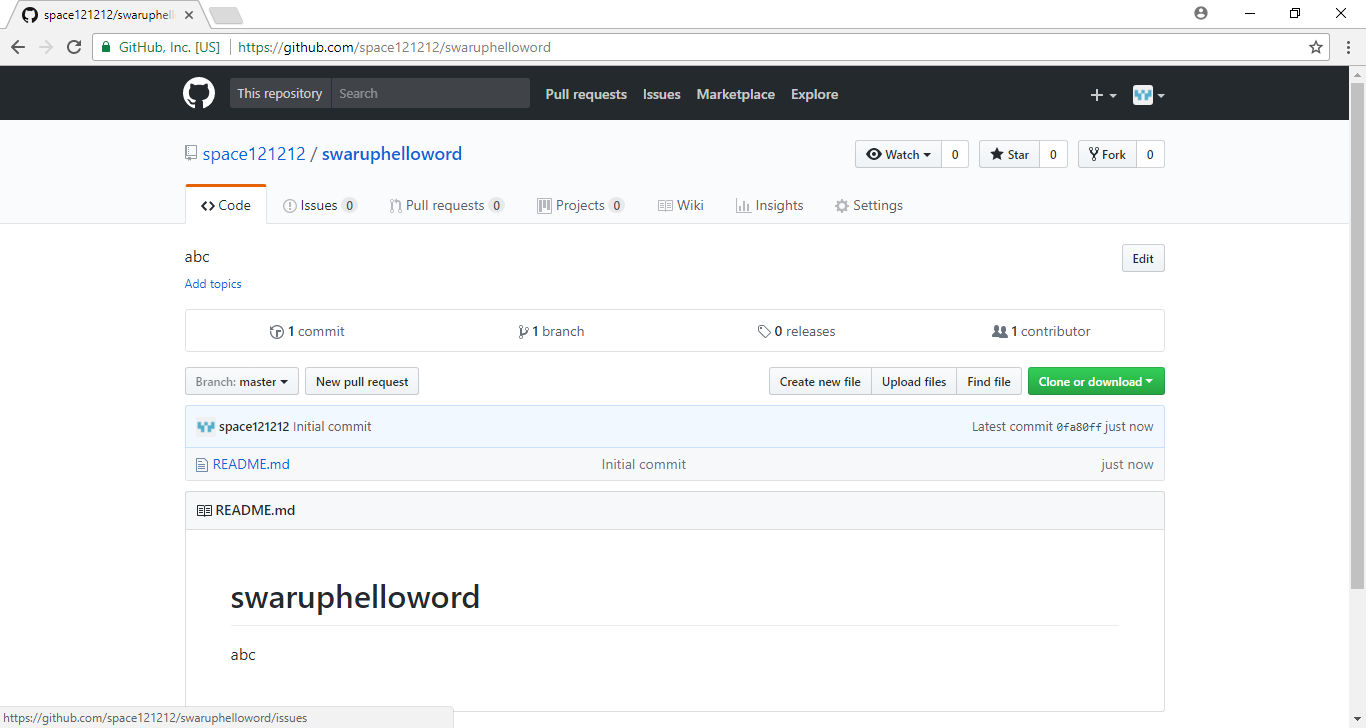 space121212/swaruphel
GitHub, Inc. [US] https://github.com/space121212/swaruphelloword
This repository Search Pull requests Issues Marketplace Explore
space121212 / swaruphelloword Watch 0 Star 0 Fork 0
Code Issues 0 Pull requests 0 Projects 0 Wiki Insights Settings
abc Edit
Add topics
1 commit 1 branch 0 releases 1 contributor
Branch: master New pull request Create new file Upload files Find file Clone or download
space121212 Initial commit Latest commit 0fa80ff just now
README.md Initial commit just now
README.md
swaruphelloword
abc
https://github.com/space121212/swaruphelloword/issues